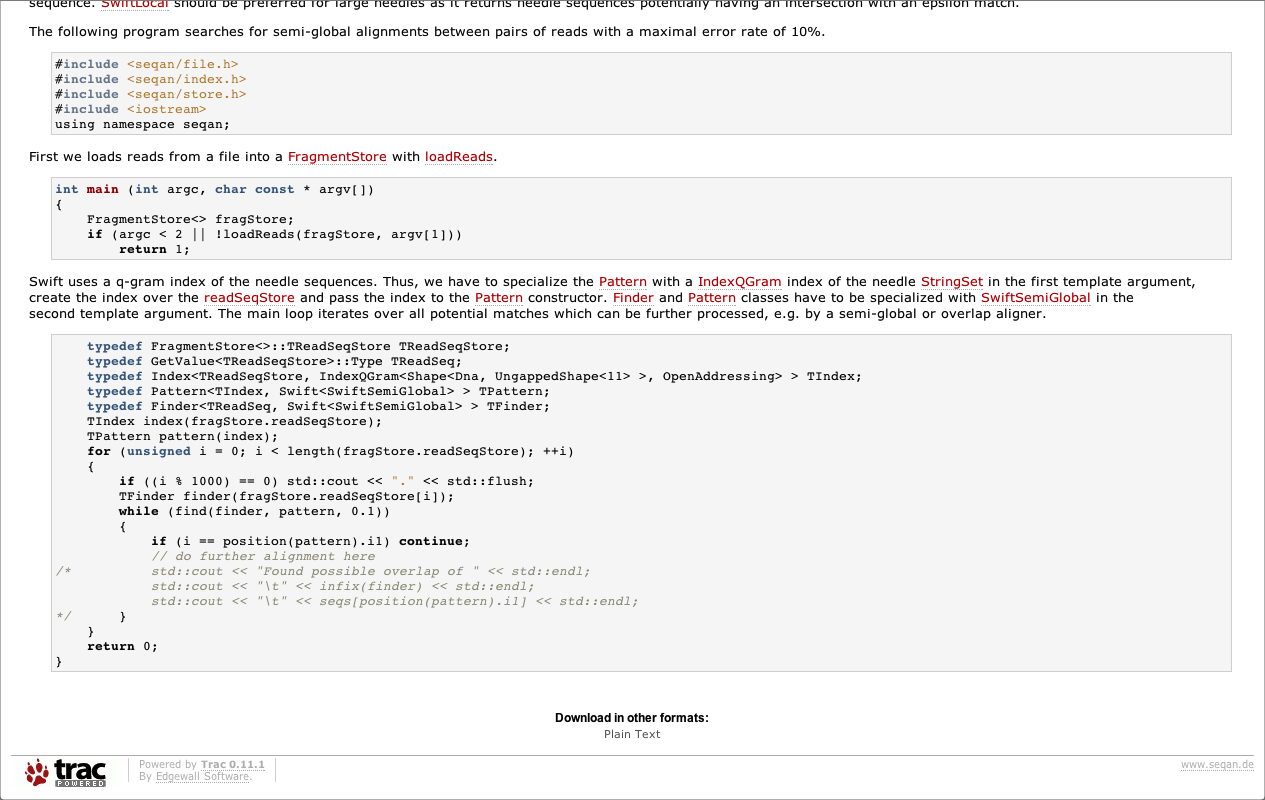 sequence. SwiftLocal should be preferred for large needles as it returns needle sequences potentially having an intersection with an epsilon match.
The following program searches for semi-global alignments between pairs of reads with a maximal error rate of 10%.
#include <seqan/file.h>
#include <seqan/index.h>
#include <seqan/store.h>
#include <iostream>
using namespace seqan;
First we loads reads from a file into a FragmentStore with loadReads.
int main (int argc, char const * argv[])
{
    FragmentStore<> fragStore;
    if (argc < 2 || !loadReads(fragStore, argv[1]))
        return 1;
Swift uses a q-gram index of the needle sequences. Thus, we have to specialize the Pattern with a IndexQGram index of the needle StringSet in the first template argument,
create the index over the readSeqStore and pass the index to the Pattern constructor. Finder and Pattern classes have to be specialized with SwiftSemiGlobal in the
second template argument. The main loop iterates over all potential matches which can be further processed, e.g. by a semi-global or overlap aligner.
    typedef FragmentStore<>::TReadSeqStore TReadSeqStore;
    typedef GetValue<TReadSeqStore>::Type TReadSeq;
    typedef Index<TReadSeqStore, IndexQGram<Shape<Dna, UngappedShape<11> >, OpenAddressing> > TIndex;
    typedef Pattern<TIndex, Swift<SwiftSemiGlobal> > TPattern;
    typedef Finder<TReadSeq, Swift<SwiftSemiGlobal> > TFinder;
    TIndex index(fragStore.readSeqStore);
    TPattern pattern(index);
    for (unsigned i = 0; i < length(fragStore.readSeqStore); ++i)
    {
        if ((i % 1000) == 0) std::cout << "." << std::flush;
        TFinder finder(fragStore.readSeqStore[i]);
        while (find(finder, pattern, 0.1))
        {
            if (i == position(pattern).i1) continue;
            // do further alignment here
/*          std::cout << "Found possible overlap of " << std::endl;
            std::cout << "\t" << infix(finder) << std::endl;
            std::cout << "\t" << seqs[position(pattern).i1] << std::endl;
*/      }
    }
    return 0;
}
Download in other formats:
Plain Text
trac POWERED
Powered by Trac 0.11.1
By Edgewall Software.
www.seqan.de